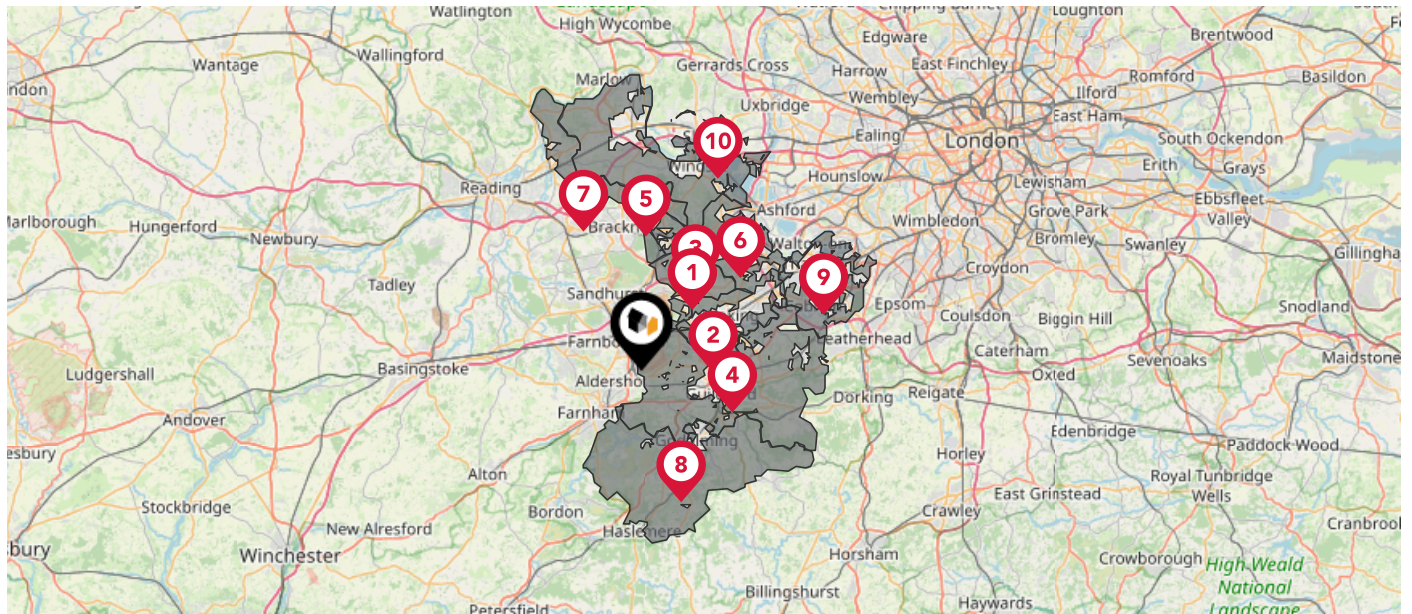 Watlington
High Wycombe
Loughton
Brentwood
Edgware
Wallingford
Wantage
Gerrards Cross
East Finchley
Harrow
Romford
Basildon
Marlow
Ilford
Wembley
Uxbridge
East Ham
Ealing
South Ockendon
London
10
Erith
Grays
Reading
Hounslow
Lewisham
7
5
Ashford
Grove Park
Ebbsfleet
Valley
Marlborough
Hungerford
Wimbledon
Newbury
6
Bromley
Swanley
3
1
9
Croydon
Tadley
Sandhurst
Epsom
Coulsdon
Biggin Hill
Snodland
2
Leatherhead
Caterham
Sevenoaks
Maidstone
Basingstoke
4
Oxted
Ludgershall
Dorking
Reigate
Andover
Farnham
Edenbridge
Paddock Wood
8
Horley
Alton
Royal Tunbridge
Wells
East Grinstead
Stockbridge
Bordon
Crawley
New Alresford
Haslemere
Winchester
Horsham
Crowborough
High Weald
National
Landscape
Billingshurst
Haywards
Petersfield